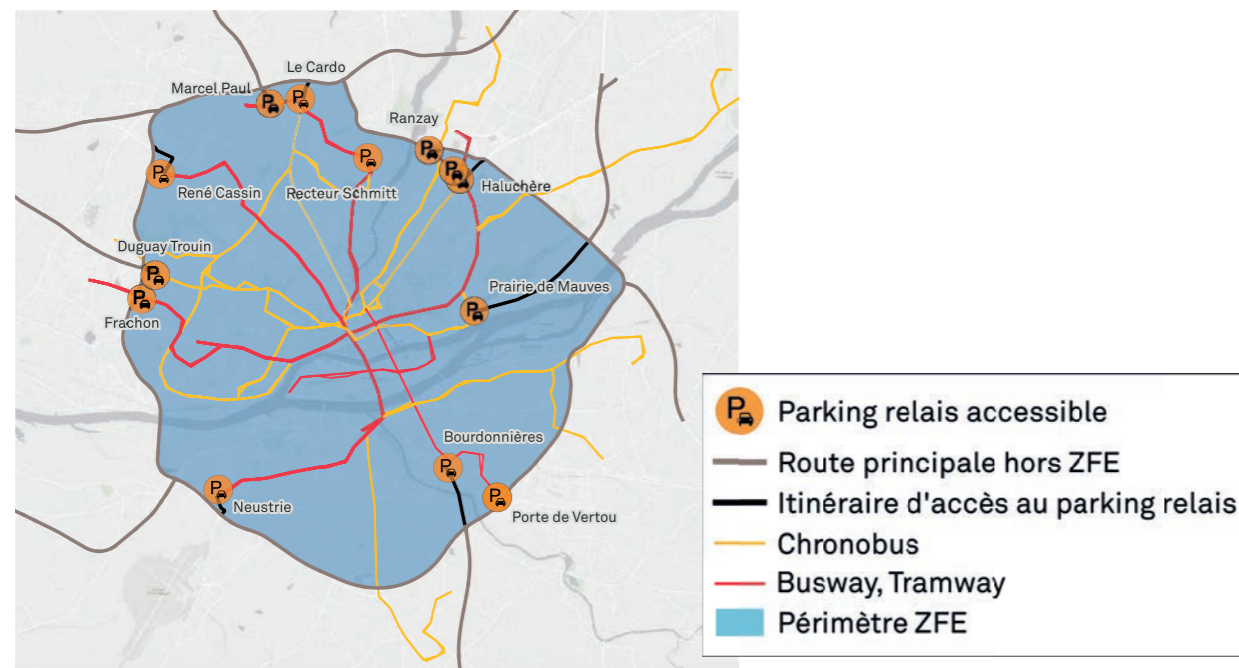 Le Cardo
Marcel Paul
Ranzay
René Cassin
Recteur Schmitt
Haluchère
Duguay Trouin
Prairie de Mauves
Frachon
Bourdonnières
Neustrie
Porte de Vertou
P
Parking relais accessible
Route principale hors ZFE
Itinéraire d'accès au parking relais
Chronobus
Busway, Tramway
Périmètre ZFE